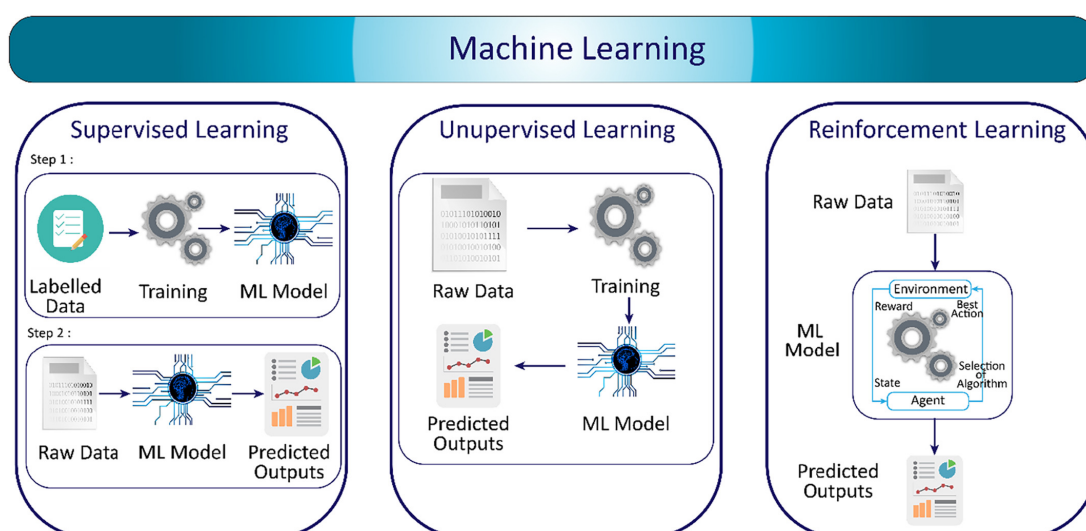 Machine Learning
Supervised Learning
Step 1 :
Labelled
Data
Training
ML Model
Step 2 :
Raw Data
ML Model
Predicted
Outputs
Unupervised Learning
01011101010010
Raw Data
Training
Predicted
Outputs
ML Model
Reinforcement Learning
Raw Data
ML
Model
Environment
Reward
Best
Action
State
Selection
of
Algorithm
Agent
Predicted
Outputs